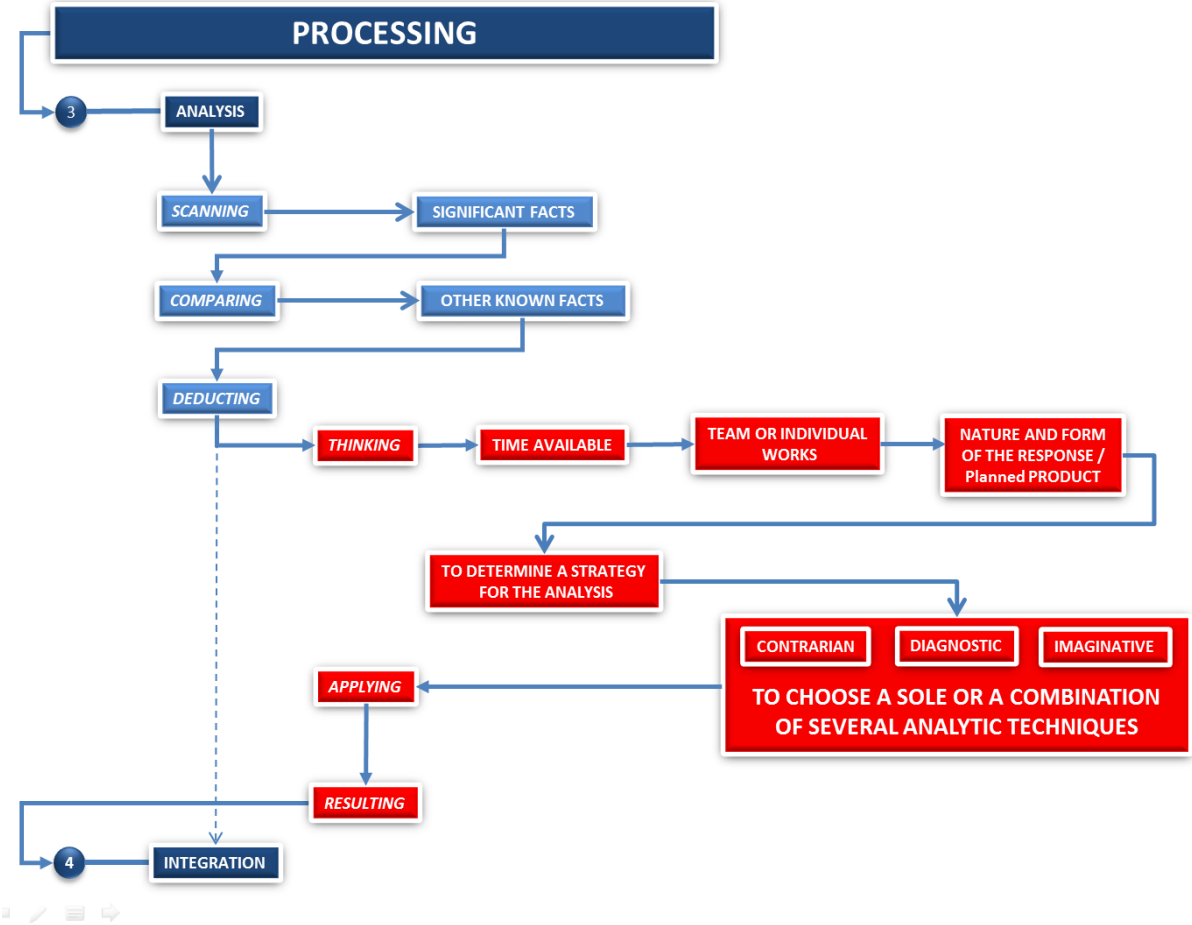 PROCESSING
3
ANALYSIS
SCANNING
SIGNIFICANT FACTS
COMPARING
OTHER KNOWN FACTS
DEDUCTING
THINKING
TIME AVAILABLE
TEAM OR INDIVIDUAL
WORKS
NATURE AND FORM
OF THE RESPONSE /
Planned PRODUCT
TO DETERMINE A STRATEGY
FOR THE ANALYSIS
CONTRARIAN
DIAGNOSTIC
IMAGINATIVE
TO CHOOSE A SOLE OR A COMBINATION
OF SEVERAL ANALYTIC TECHNIQUES
APPLYING
RESULTING
4
INTEGRATION